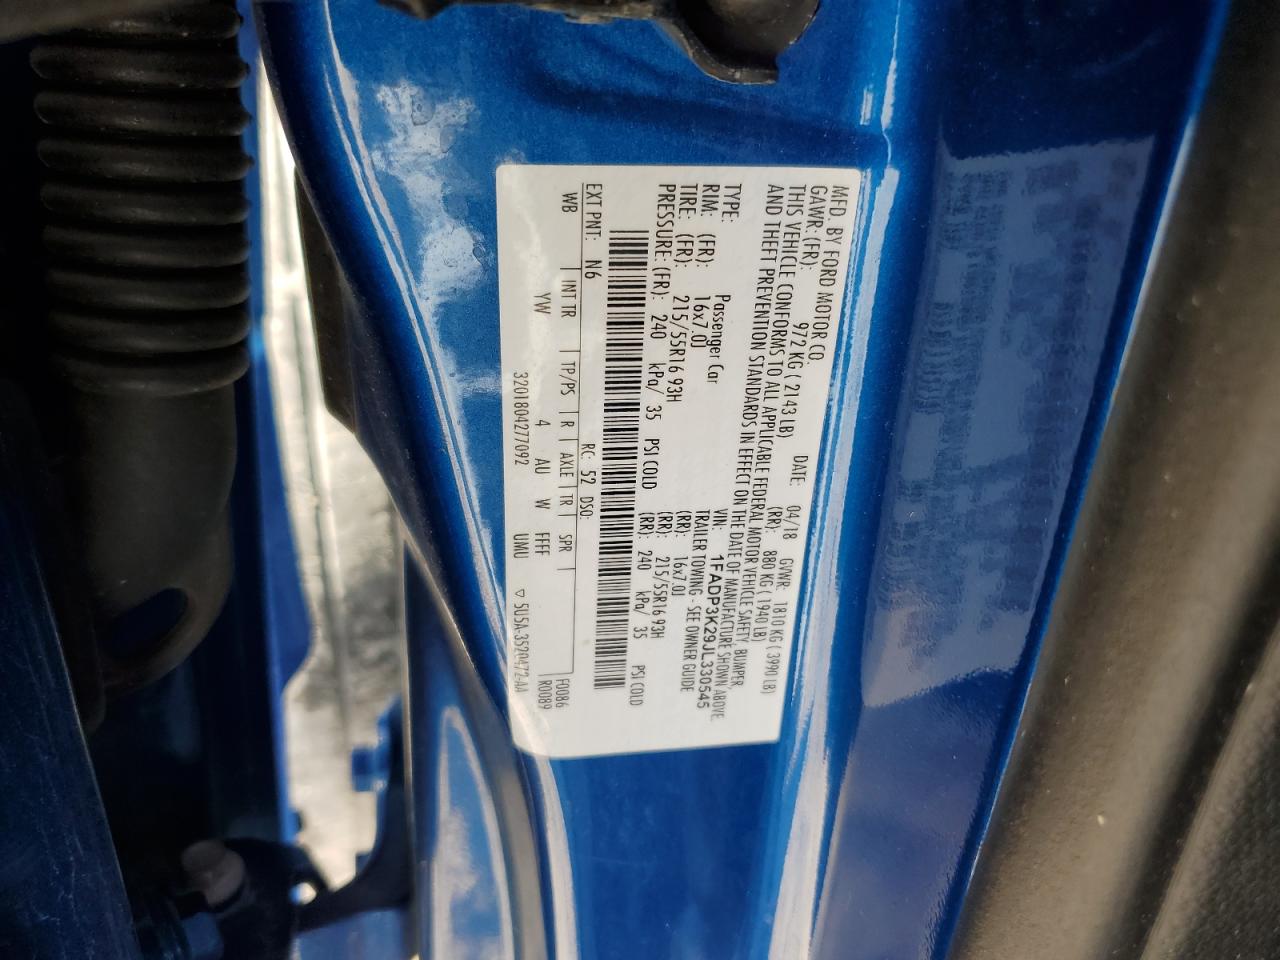 MFD. BY FORD MOTOR CO.
DATE: 04/18 GVWR: 1810 KG ( 3990 LB)
GAWR: (FR): 972 KG ( 2143 LB) (RR): 880 KG ( 1940 LB)
THIS VEHICLE CONFORMS TO ALL APPLICABLE FEDERAL MOTOR VEHICLE SAFETY, BUMPER,
AND THEFT PREVENTION STANDARDS IN EFFECT ON THE DATE OF MANUFACTURE SHOWN ABOVE.
VIN: 1FADP3K29JL330545
TYPE: Passenger Car TRAILER TOWING - SEE OWNER GUIDE
RIM: (FR): 16x7.0J (RR): 16x7.0J
TIRE: (FR): 215/55R16 93H (RR): 215/55R16 93H
PRESSURE: (FR): 240 kPa/ 35 PSI COLD (RR): 240 kPa/ 35 PSI COLD
EXT PNT: N6 RC: 52 DSO: F0086
WB INT TR TP/PS R AXLE TR SPR R0089
YW 4 AU W FFFF
3201804277092 UMU ▽ 5U5A-3520472-AA